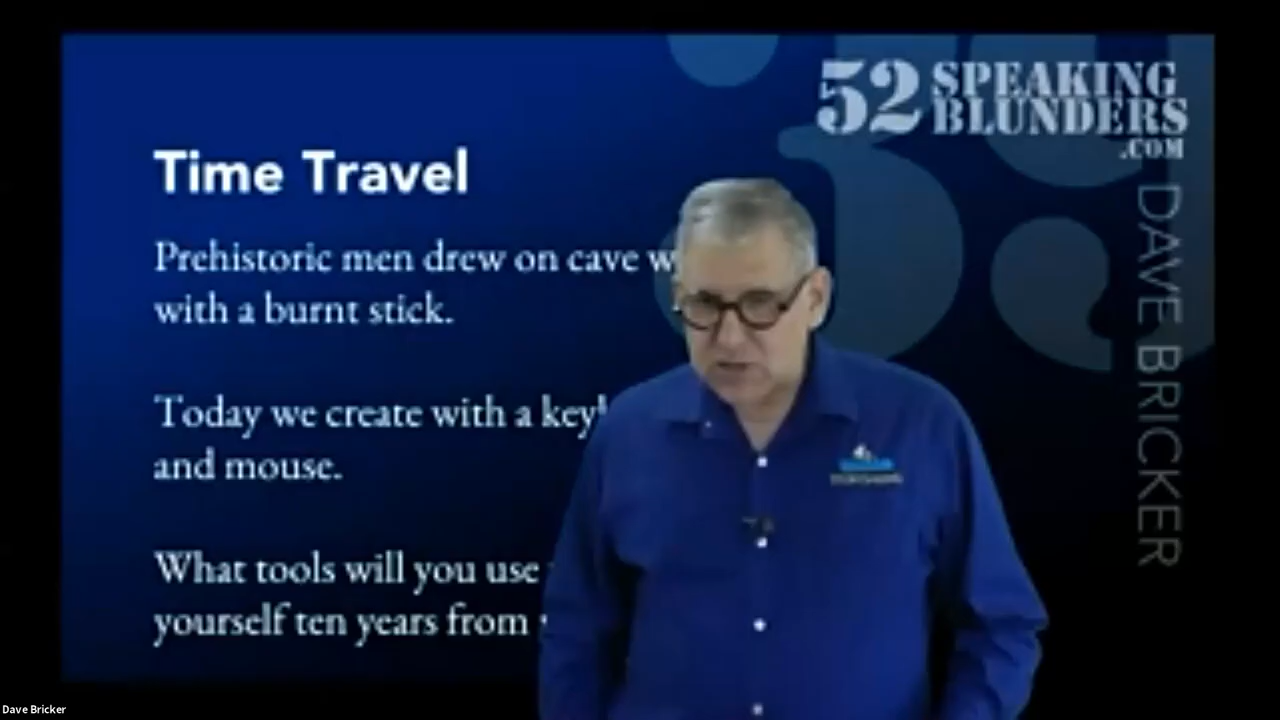 52 SPEAKING
BLUNDERS
.COM
Time Travel
Prehistoric men drew on cave
with a burnt stick.
Today we create with a
and mouse.
What tools will you use
yourself ten years from
DAVE BRICKER
Dave Bricker